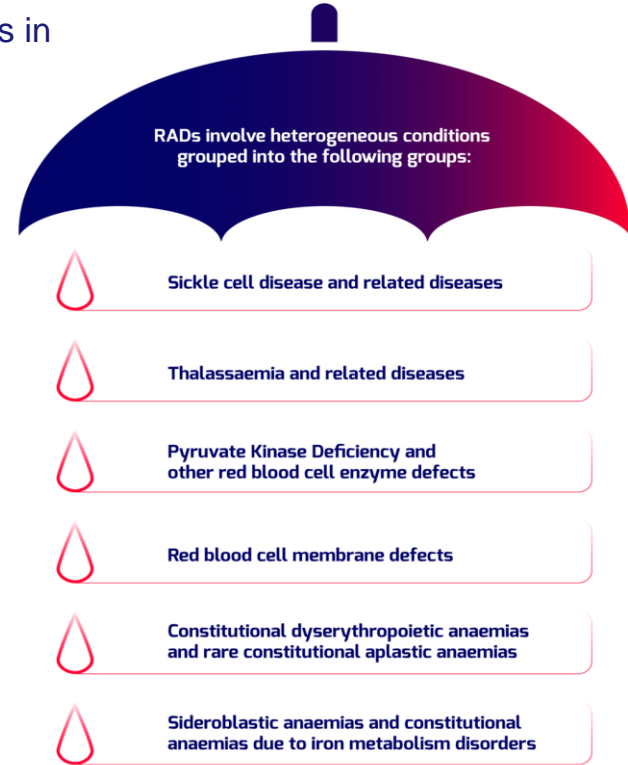 s in
RADs involve heterogeneous conditions
grouped into the following groups:
Sickle cell disease and related diseases
Thalassaemia and related diseases
Pyruvate Kinase Deficiency and
other red blood cell enzyme defects
Red blood cell membrane defects
Constitutional dyserythropoietic anaemias
and rare constitutional aplastic anaemias
Sideroblastic anaemias and constitutional
anaemias due to iron metabolism disorders